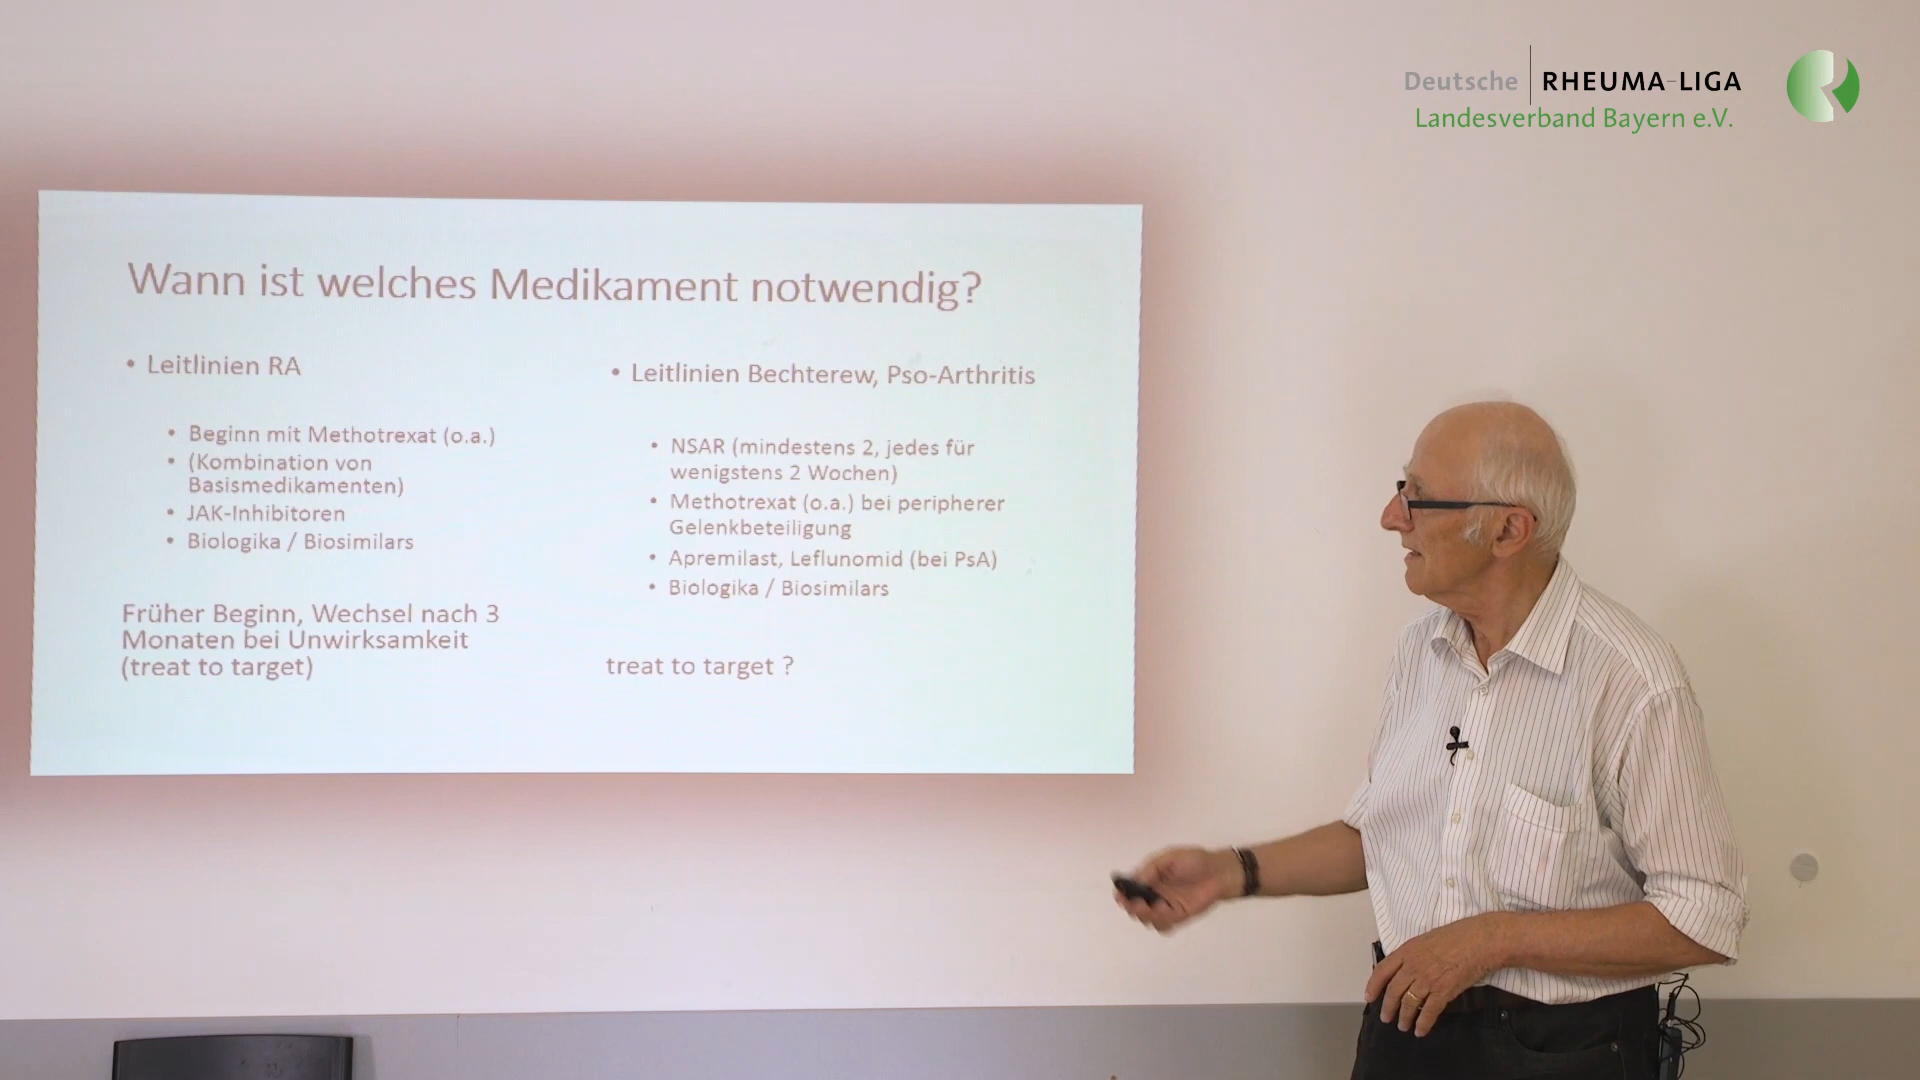 Deutsche RHEUMA-LIGA
Landesverband Bayern e.V.
Wann ist welches Medikament notwendig?
• Leitlinien RA
• Beginn mit Methotrexat (o.a.)
• (Kombination von
Basismedikamenten)
• JAK-Inhibitoren
• Biologika / Biosimilars
Früher Beginn, Wechsel nach 3
Monaten bei Unwirksamkeit
(treat to target)
• Leitlinien Bechterew, Pso-Arthritis
• NSAR (mindestens 2, jedes für
wenigstens 2 Wochen)
• Methotrexat (o.a.) bei peripherer
Gelenkbeteiligung
• Apremilast, Leflunomid (bei PsA)
• Biologika / Biosimilars
treat to target ?